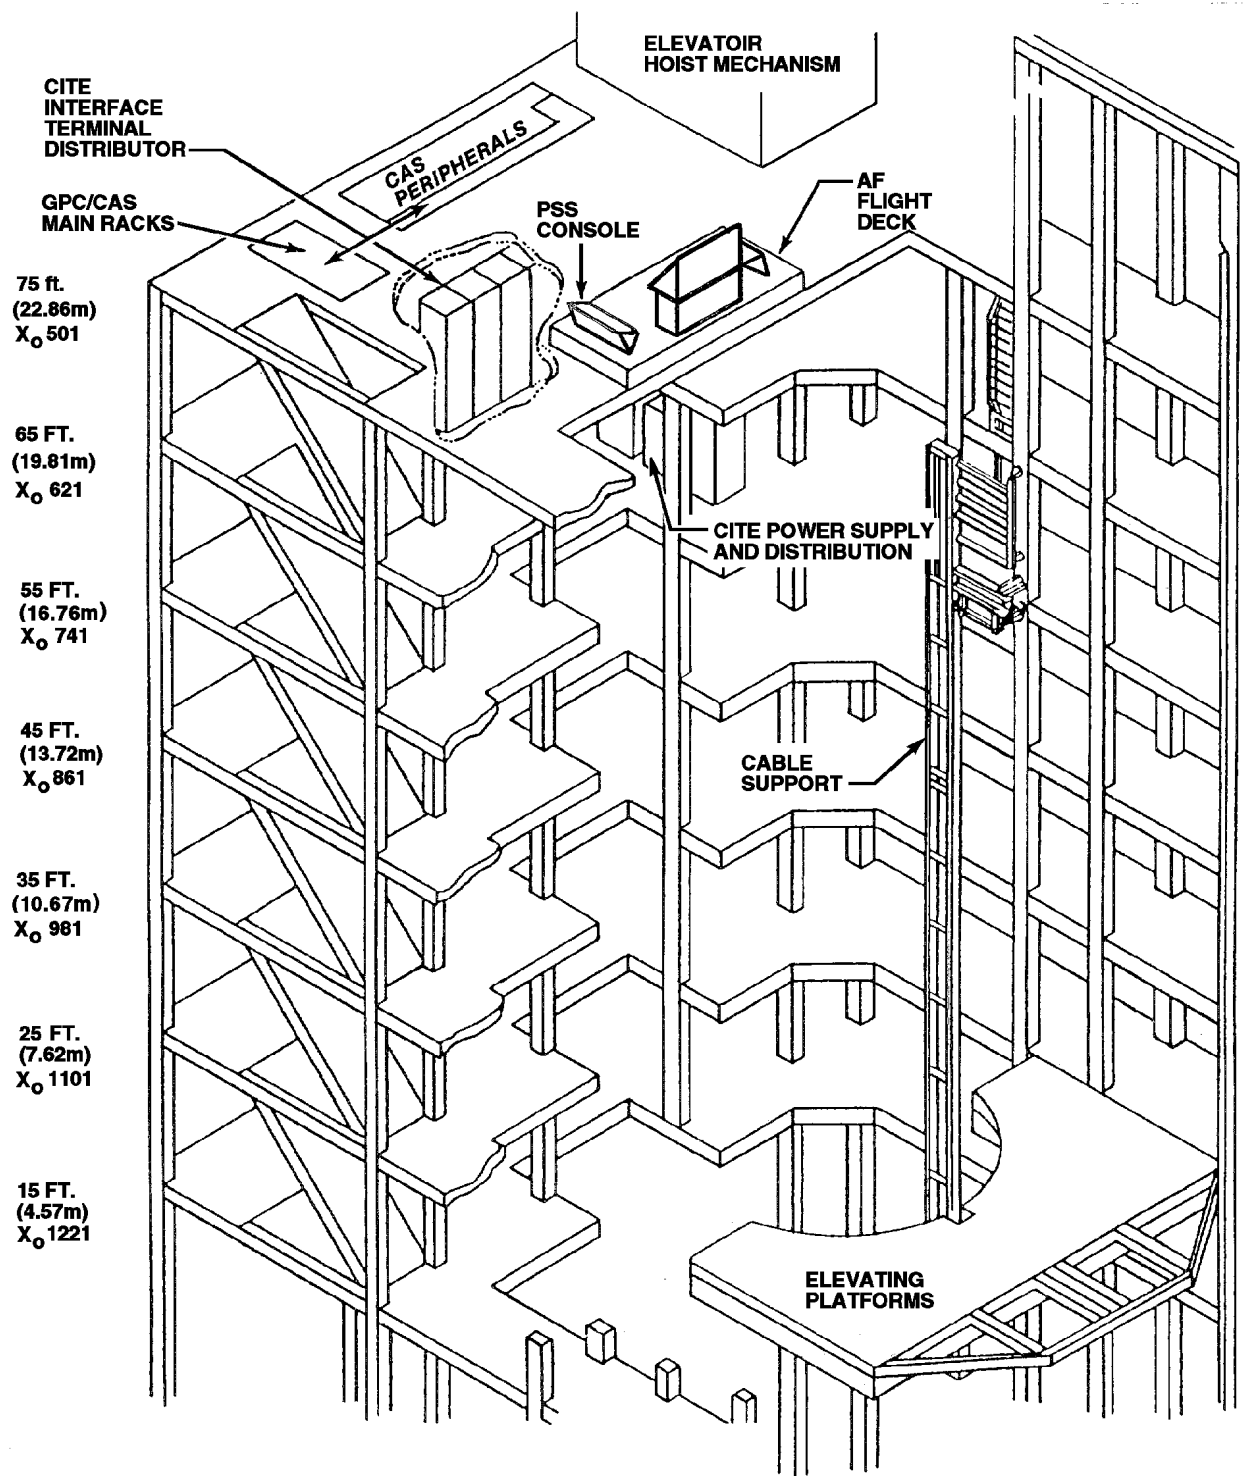 ELEVATOIR
HOIST MECHANISM
CITE
INTERFACE
TERMINAL
DISTRIBUTOR
CAS
PERIPHERALS
GPC/CAS
MAIN RACKS
PSS
CONSOLE
AF
FLIGHT
DECK
75 ft.
(22.86m)
Xo 501
65 FT.
(19.81m)
Xo 621
CITE POWER SUPPLY
AND DISTRIBUTION
55 FT.
(16.76m)
Xo 741
45 FT.
(13.72m)
Xo 861
CABLE
SUPPORT
35 FT.
(10.67m)
Xo 981
25 FT.
(7.62m)
Xo 1101
15 FT.
(4.57m)
Xo 1221
ELEVATING
PLATFORMS